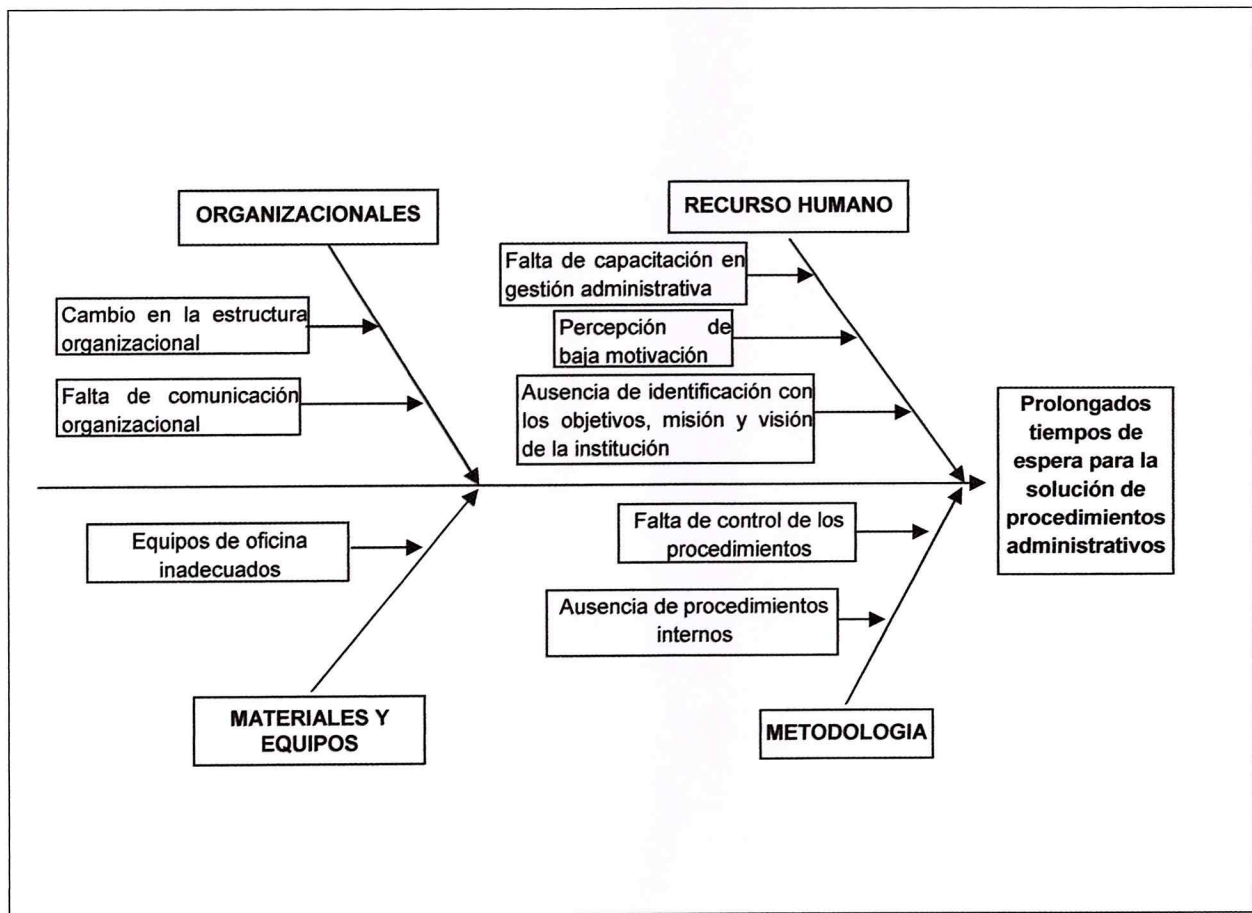 ORGANIZACIONALES
Cambio en la estructura
organizacional
Falta de comunicación
organizacional
RECURSO HUMANO
Falta de capacitación en
gestión administrativa
Percepción de
baja motivación
Ausencia de identificación con
los objetivos, misión y visión
de la institución
Prolongados
tiempos de
espera para la
solución de
procedimientos
administrativos
Equipos de oficina
inadecuados
MATERIALES Y
EQUIPOS
Falta de control de los
procedimientos
Ausencia de procedimientos
internos
METODOLOGIA